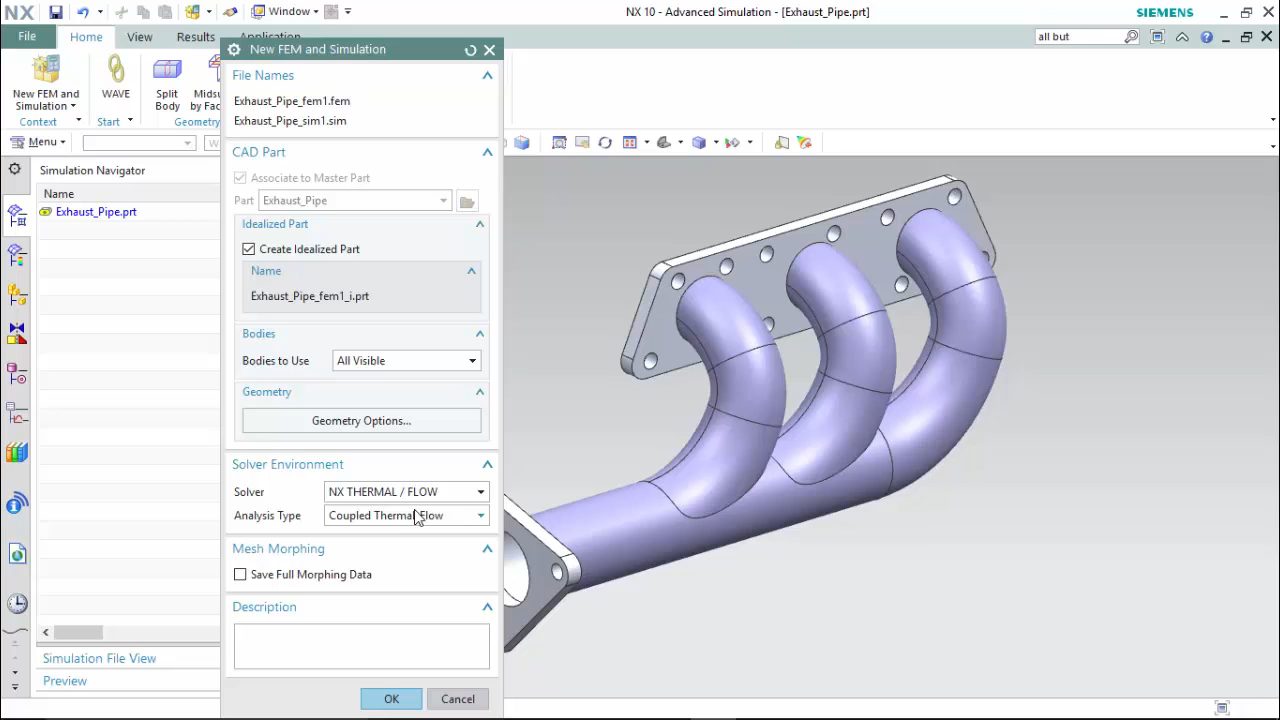 NX
Window
NX 10 - Advanced Simulation - [Exhaust_Pipe.prt]
SIEMENS
File
Home
View
Results
Application
all but
New FEM and Simulation
New FEM and
Simulation
WAVE
Split
Body
Midsu
by Fac
Context
Start
Geometry
Menu
Simulation Navigator
Name
Exhaust_Pipe.prt
Simulation File View
Preview
File Names
Exhaust_Pipe_fem1.fem
Exhaust_Pipe_sim1.sim
CAD Part
Associate to Master Part
Part
Exhaust_Pipe
Idealized Part
Create Idealized Part
Name
Exhaust_Pipe_fem1_i.prt
Bodies
Bodies to Use
All Visible
Geometry
Geometry Options...
Solver Environment
Solver
NX THERMAL / FLOW
Analysis Type
Coupled Thermal Flow
Mesh Morphing
Save Full Morphing Data
Description
OK
Cancel